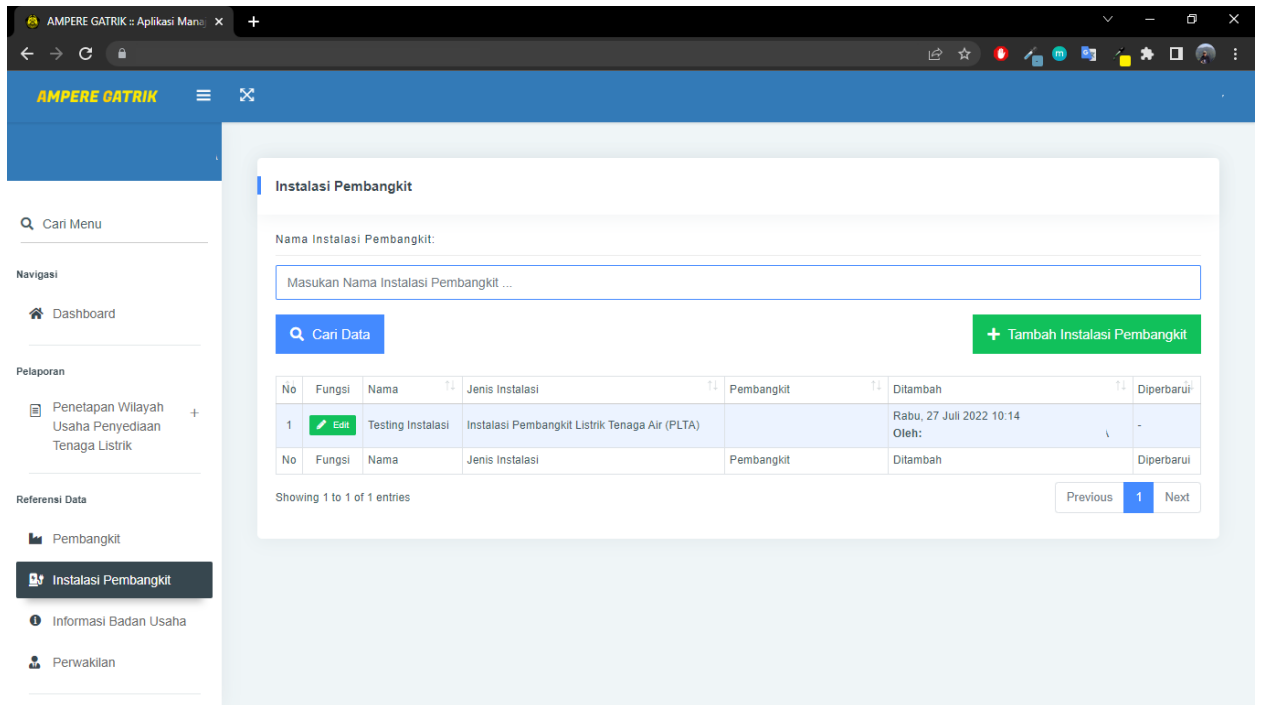 AMPERE GATRIK :: Aplikasi Mana
AMPERE GATRIK
Cari Menu
Navigasi
Dashboard
Pelaporan
Penetapan Wilayah
Usaha Penyediaan
Tenaga Listrik
Referensi Data
Pembangkit
Instalasi Pembangkit
Informasi Badan Usaha
Perwakilan
Instalasi Pembangkit
Nama Instalasi Pembangkit:
Masukan Nama Instalasi Pembangkit ...
Cari Data
+ Tambah Instalasi Pembangkit
No Fungsi Nama Jenis Instalasi Pembangkit Ditambah Diperbarui
1 Edit Testing Instalasi Instalasi Pembangkit Listrik Tenaga Air (PLTA) Rabu, 27 Juli 2022 10:14 -
Oleh:
No Fungsi Nama Jenis Instalasi Pembangkit Ditambah Diperbarui
Showing 1 to 1 of 1 entries
Previous 1 Next